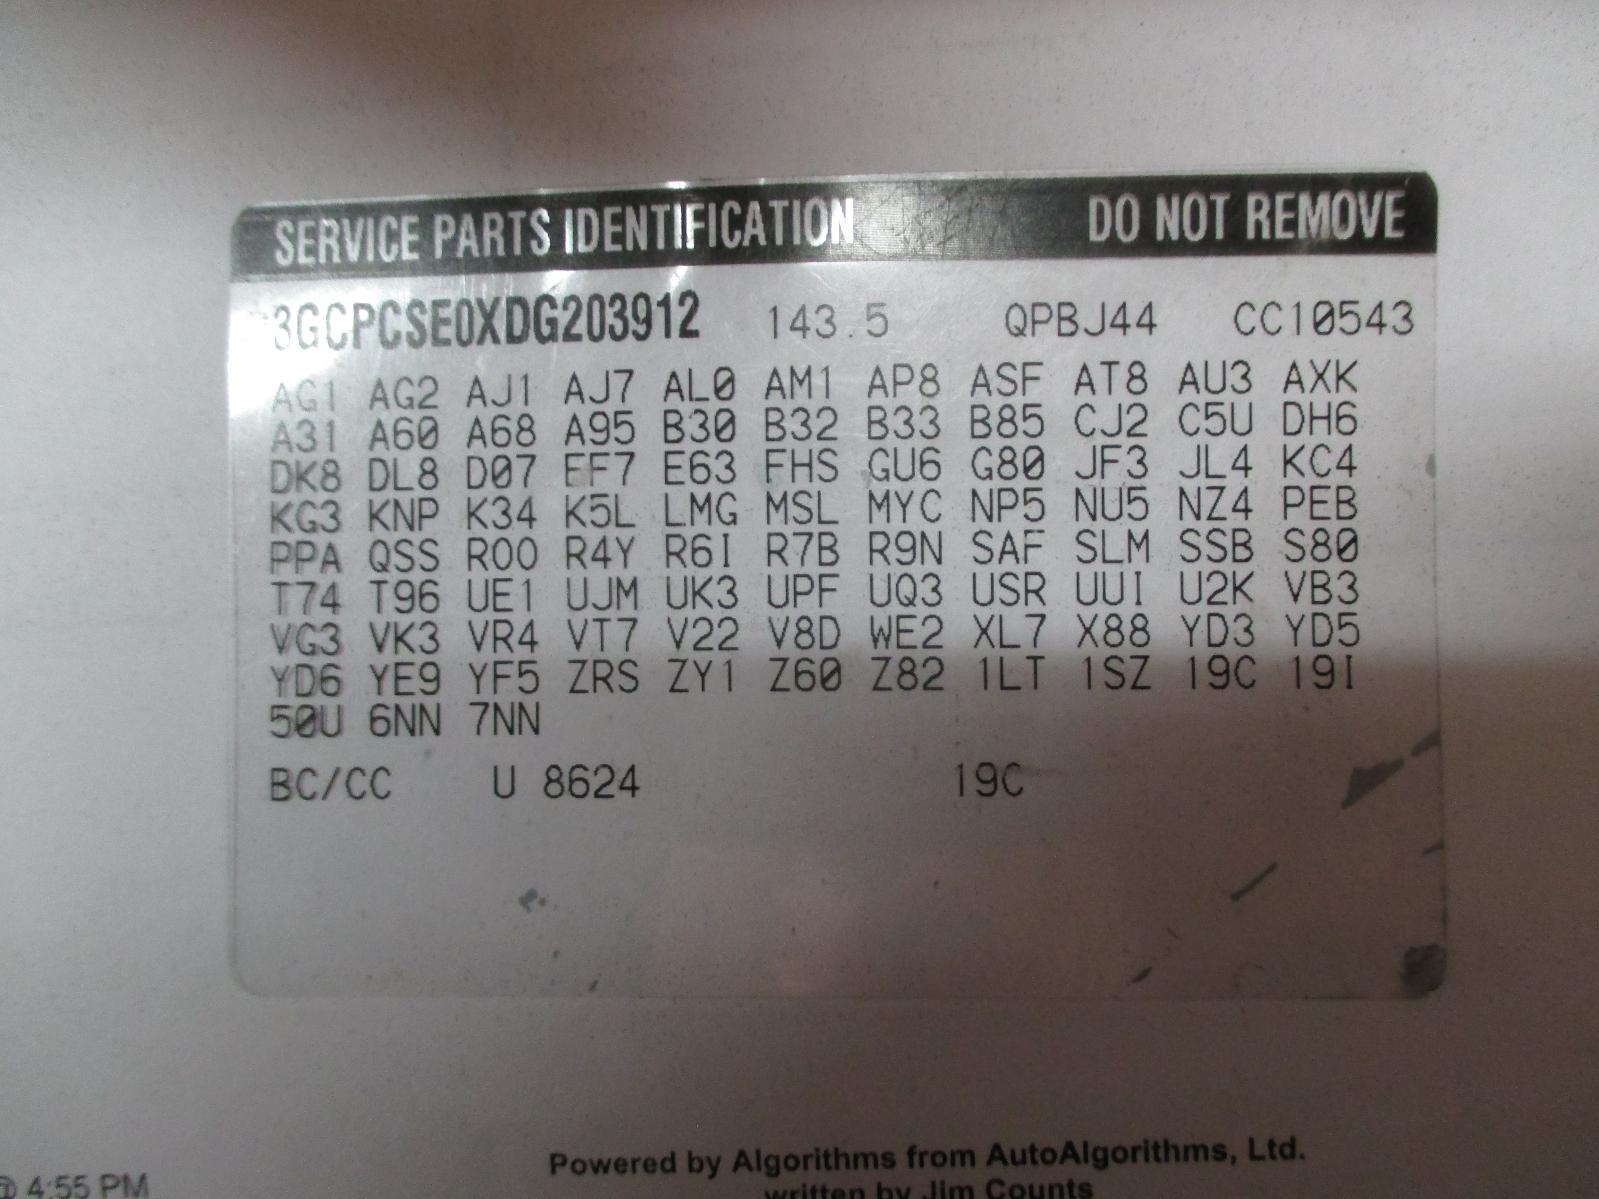 SERVICE PARTS IDENTIFICATION DO NOT REMOVE
3GCPCSE0XDG203912 143.5 QPBJ44 CC10543
AG1 AG2 AJ1 AJ7 AL0 AM1 AP8 ASF AT8 AU3 AXK
A31 A60 A68 A95 B30 B32 B33 B85 CJ2 C5U DH6
DK8 DL8 D07 EF7 E63 FHS GU6 G80 JF3 JL4 KC4
KG3 KNP K34 K5L LMG MSL MYC NP5 NU5 NZ4 PEB
PPA QSS ROO R4Y R6I R7B R9N SAF SLM SSB S80
T74 T96 UE1 UJM UK3 UPF UQ3 USR UUI U2K VB3
VG3 VK3 VR4 VT7 V22 V8D WE2 XL7 X88 YD3 YD5
YD6 YE9 YF5 ZRS ZY1 Z60 Z82 1LT 1SZ 19C 19I
50U 6NN 7NN
BC/CC U 8624 19C
Powered by Algorithms from AutoAlgorithms, Ltd.
@ 4:55 PM
written by Jim Counts